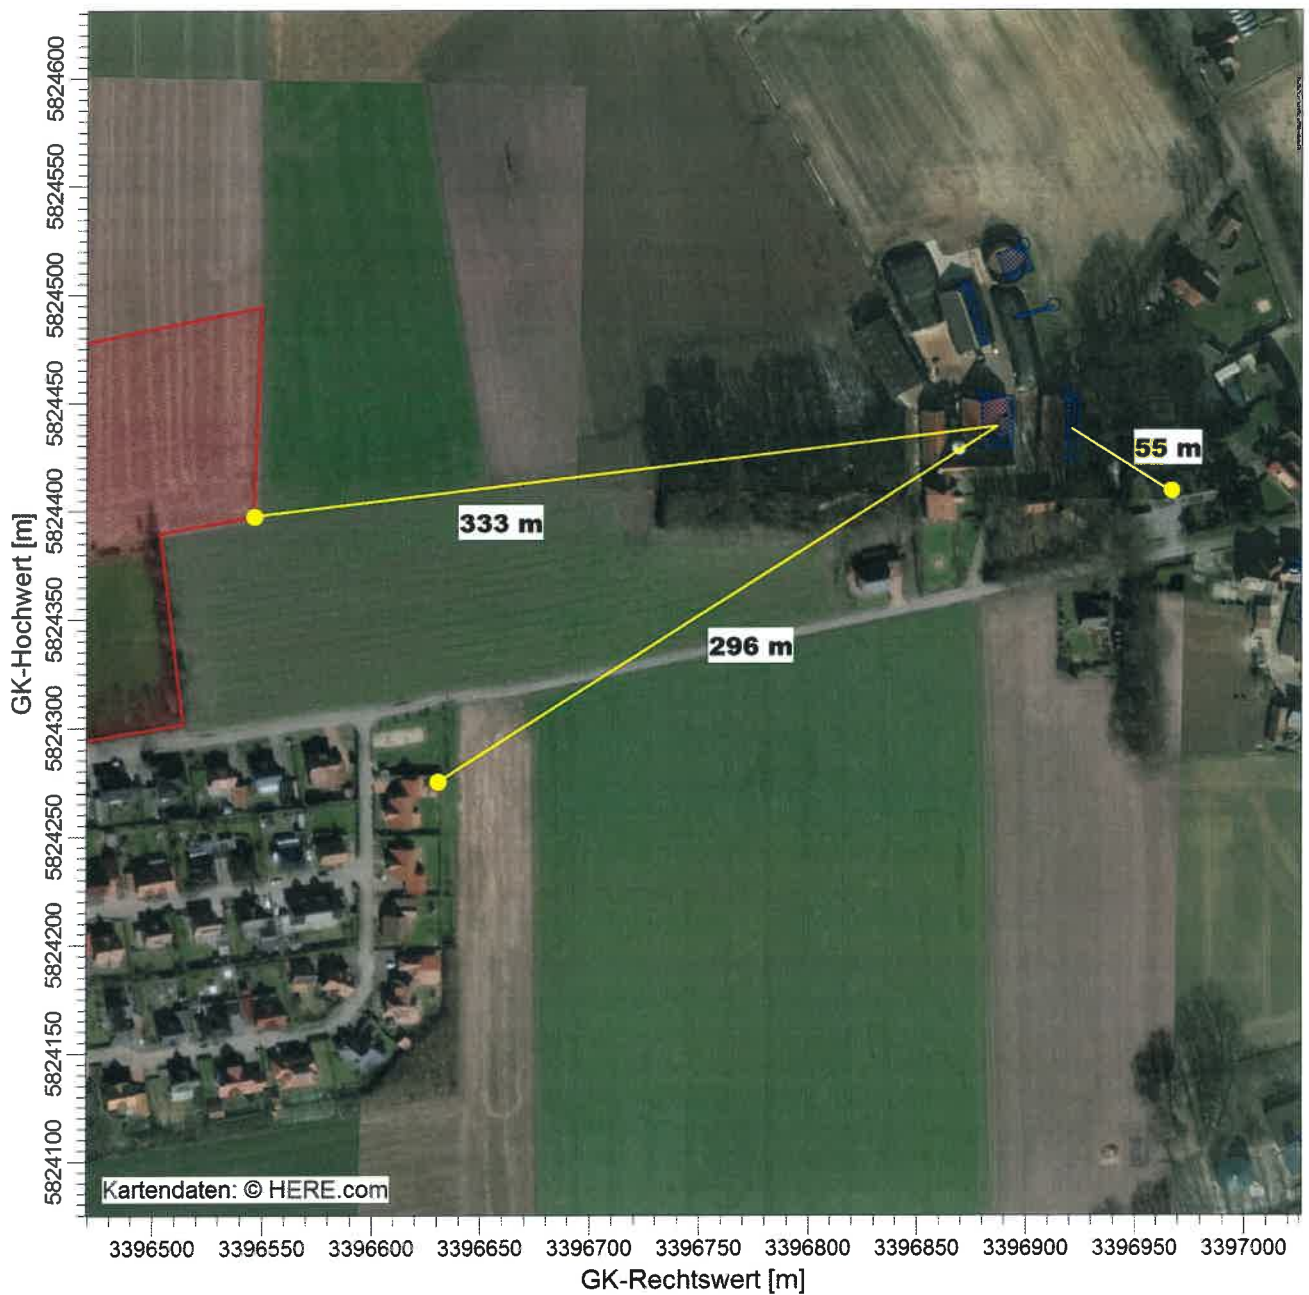 GK-Hochwert [m]
5824600
5824550
5824500
5824450
5824400
5824350
5824300
5824250
5824200
5824150
5824100
55 m
333 m
296 m
Kartendaten: © HERE.com
3396500 3396550 3396600 3396650 3396700 3396750 3396800 3396850 3396900 3396950 3397000
GK-Rechtswert [m]